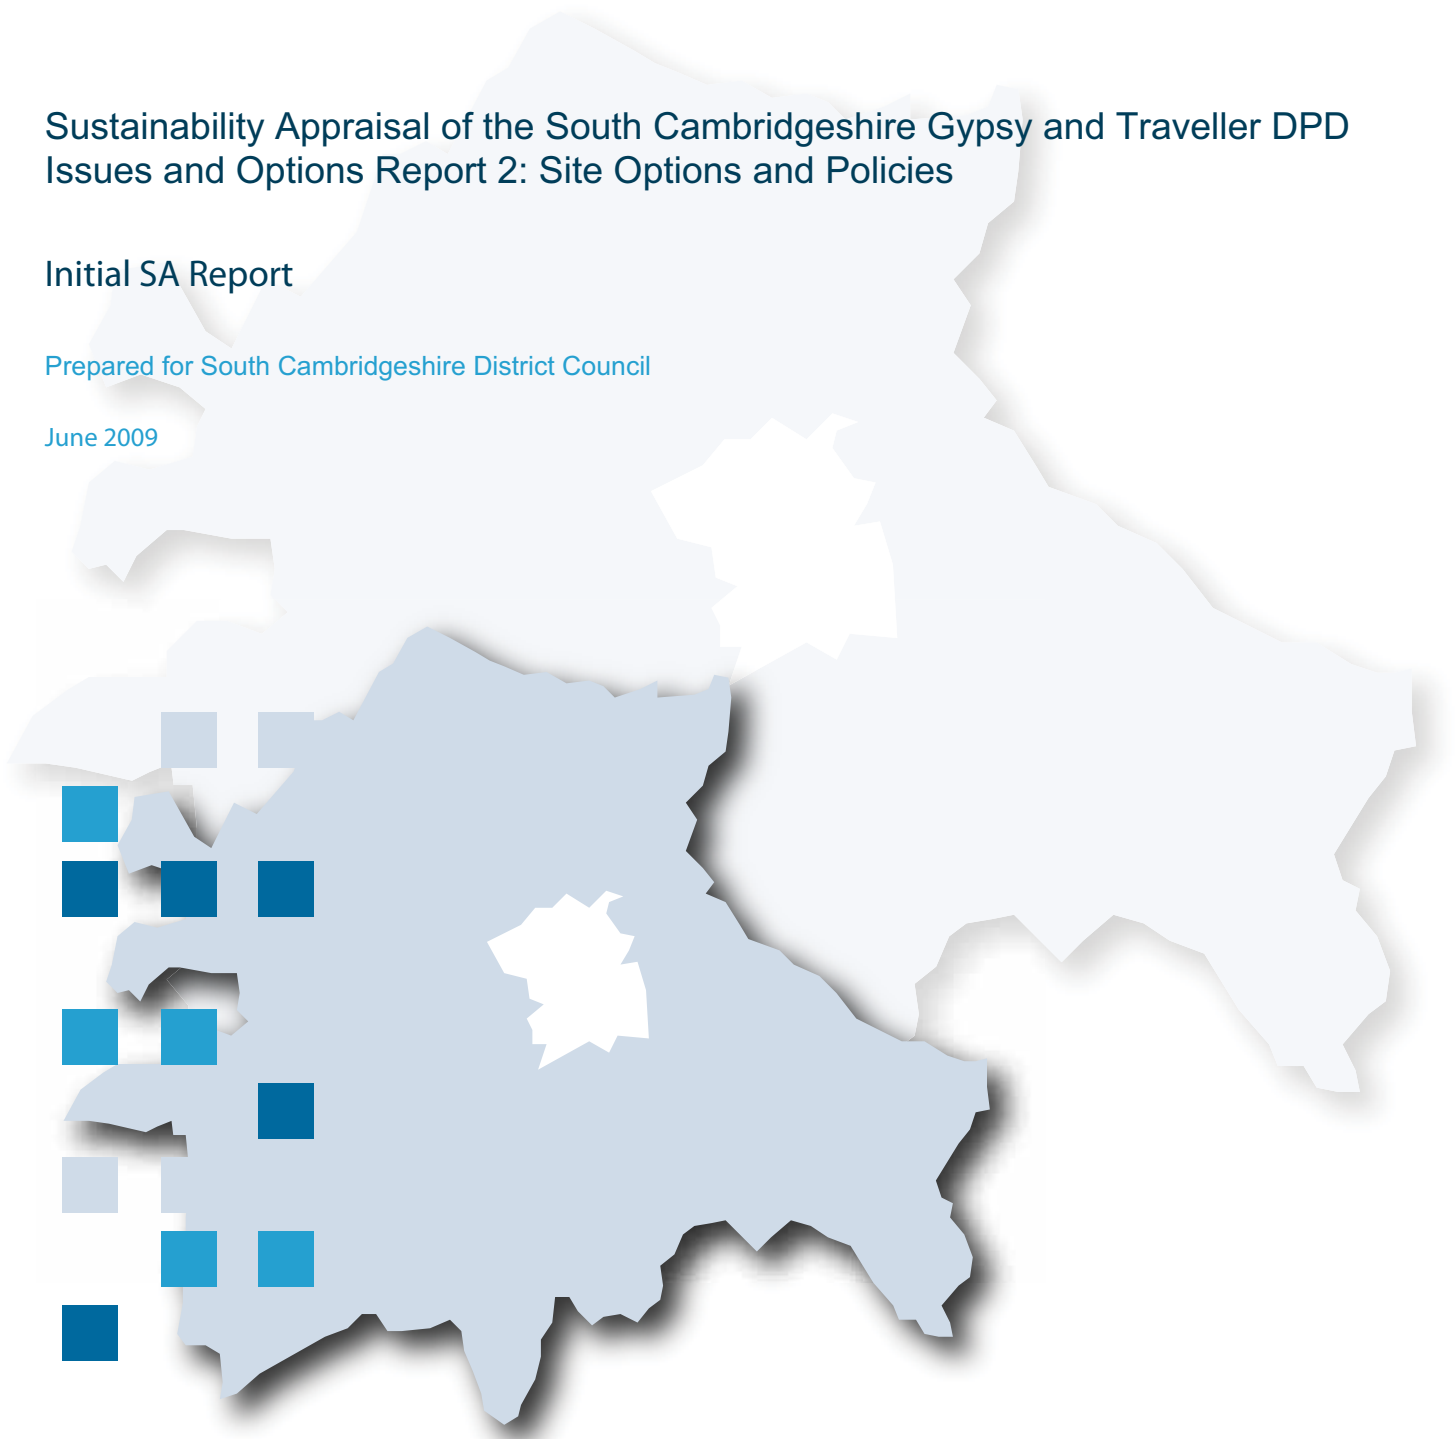 Sustainability Appraisal of the South Cambridgeshire Gypsy and Traveller DPD
Issues and Options Report 2: Site Options and Policies
Initial SA Report
Prepared for South Cambridgeshire District Council
June 2009